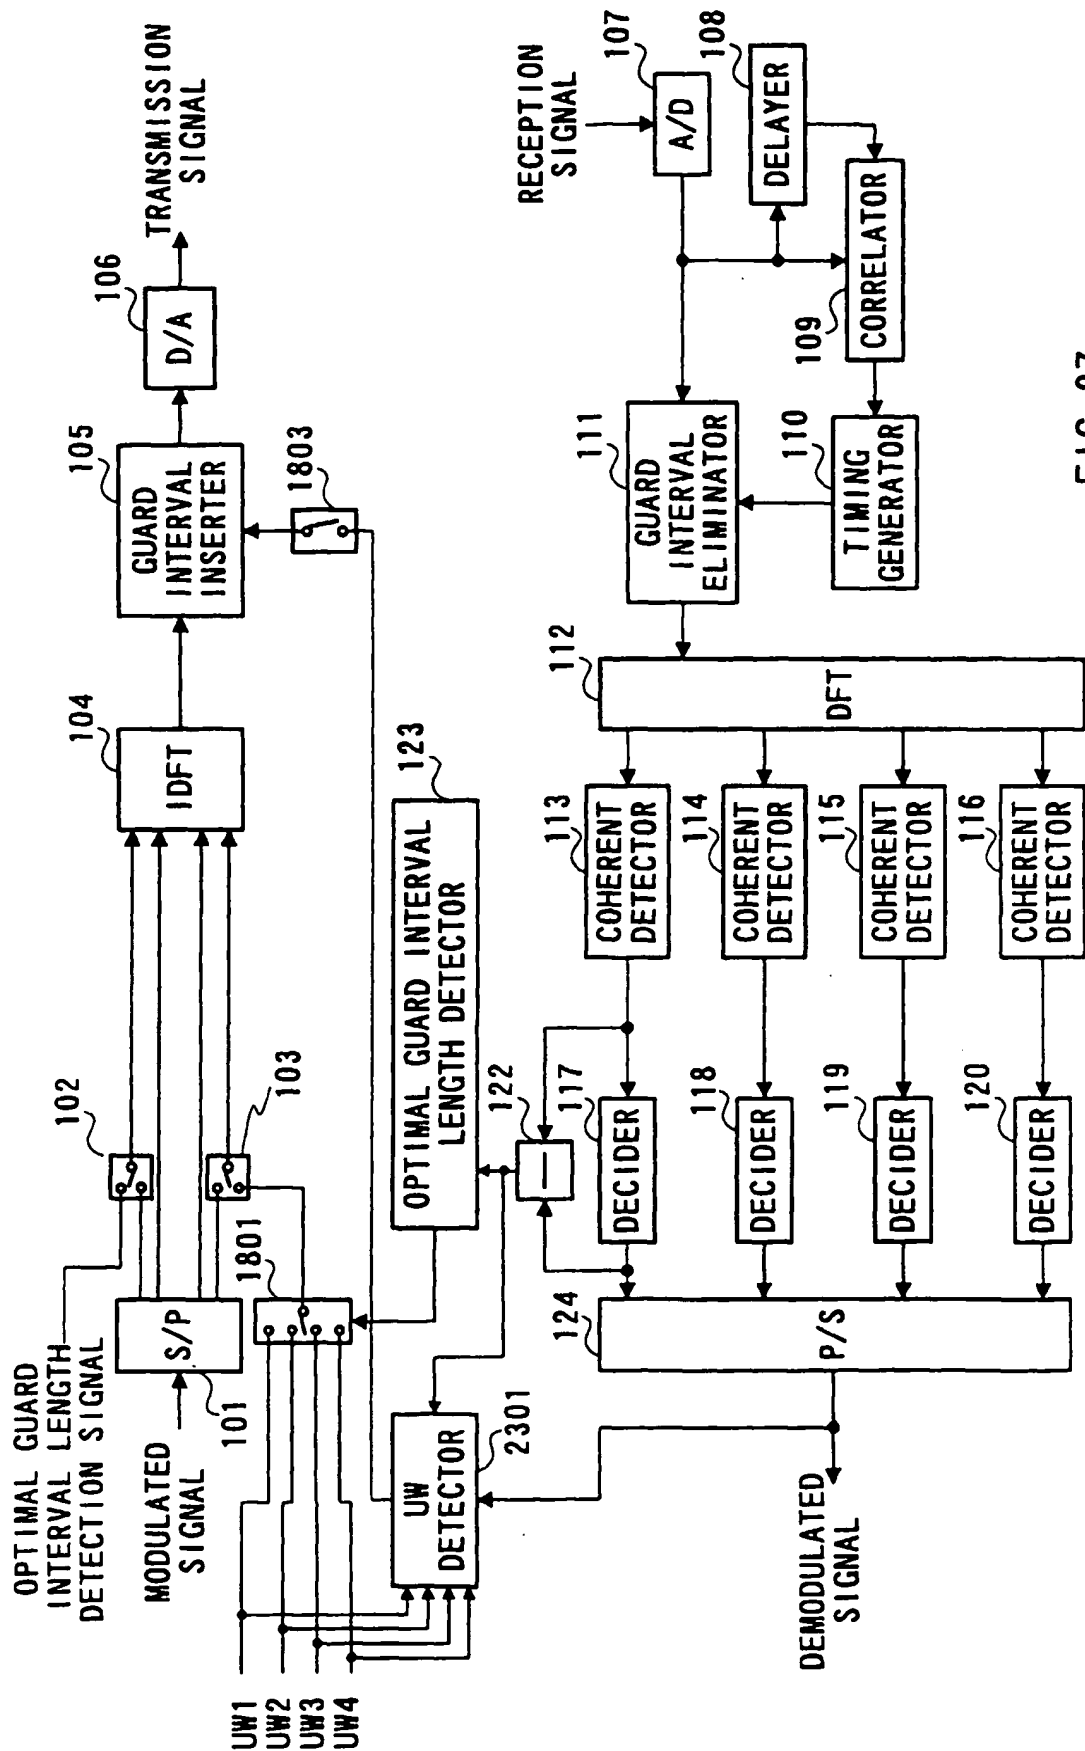 OPTIMAL GUARD
INTERVAL LENGTH
DETECTION SIGNAL
MODULATED
SIGNAL
101
S/P
102
103
104
IDFT
105
GUARD
INTERVAL
INSERTER
106
D/A
TRANSMISSION
SIGNAL
1801
1803
UW1
UW2
UW3
UW4
UW
DETECTOR
2301
123
OPTIMAL GUARD INTERVAL
LENGTH DETECTOR
RECEPTION
SIGNAL
107
A/D
108
DELAYER
109
CORRELATOR
110
TIMING
GENERATOR
111
GUARD
INTERVAL
ELIMINATOR
112
DFT
113
COHERENT
DETECTOR
114
COHERENT
DETECTOR
115
COHERENT
DETECTOR
116
COHERENT
DETECTOR
122
117
DECIDER
118
DECIDER
119
DECIDER
120
DECIDER
124
P/S
DEMODULATED
SIGNAL